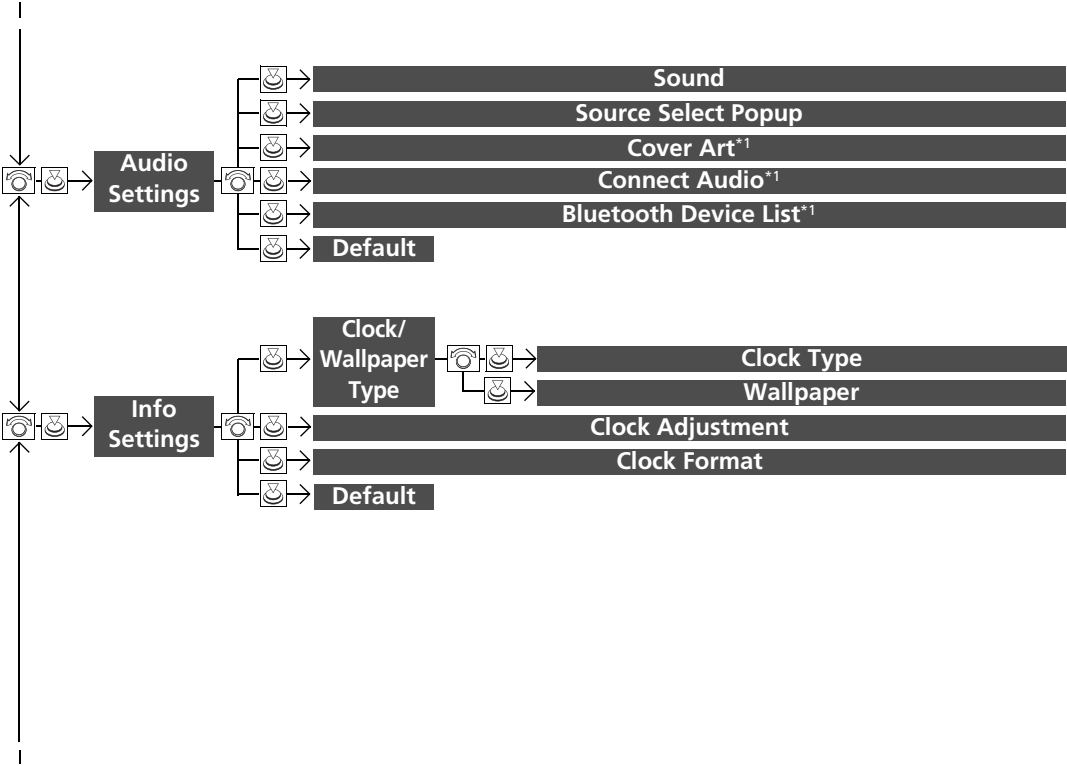 Sound
Source Select Popup
Cover Art*1
Audio
Settings
Connect Audio*1
Bluetooth Device List*1
Default
Clock/
Wallpaper
Type
Clock Type
Wallpaper
Info
Settings
Clock Adjustment
Clock Format
Default